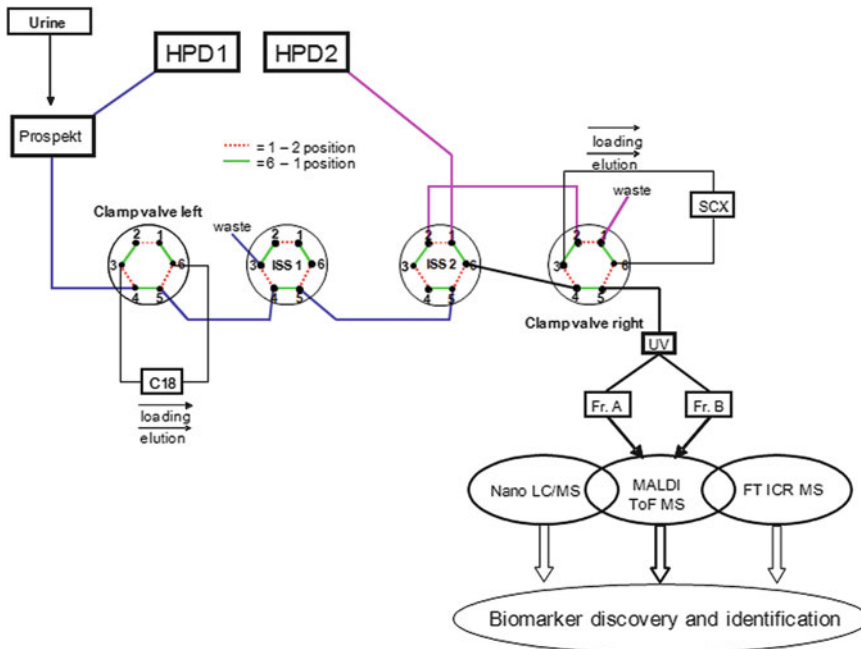 Urine
HPD1
HPD2
Prospekt
= 1 – 2 position
= 6 – 1 position
loading
elution
waste
SCX
Clamp valve left
waste
2 1
3 6
4 5
2 1
3 ISS 1 6
4 5
2 1
3 ISS 2 6
4 5
2 1
3 6
4 5
Clamp valve right
C18
loading
elution
UV
Fr. A
Fr. B
Nano LC/MS
MALDI
ToF MS
FT ICR MS
Biomarker discovery and identification